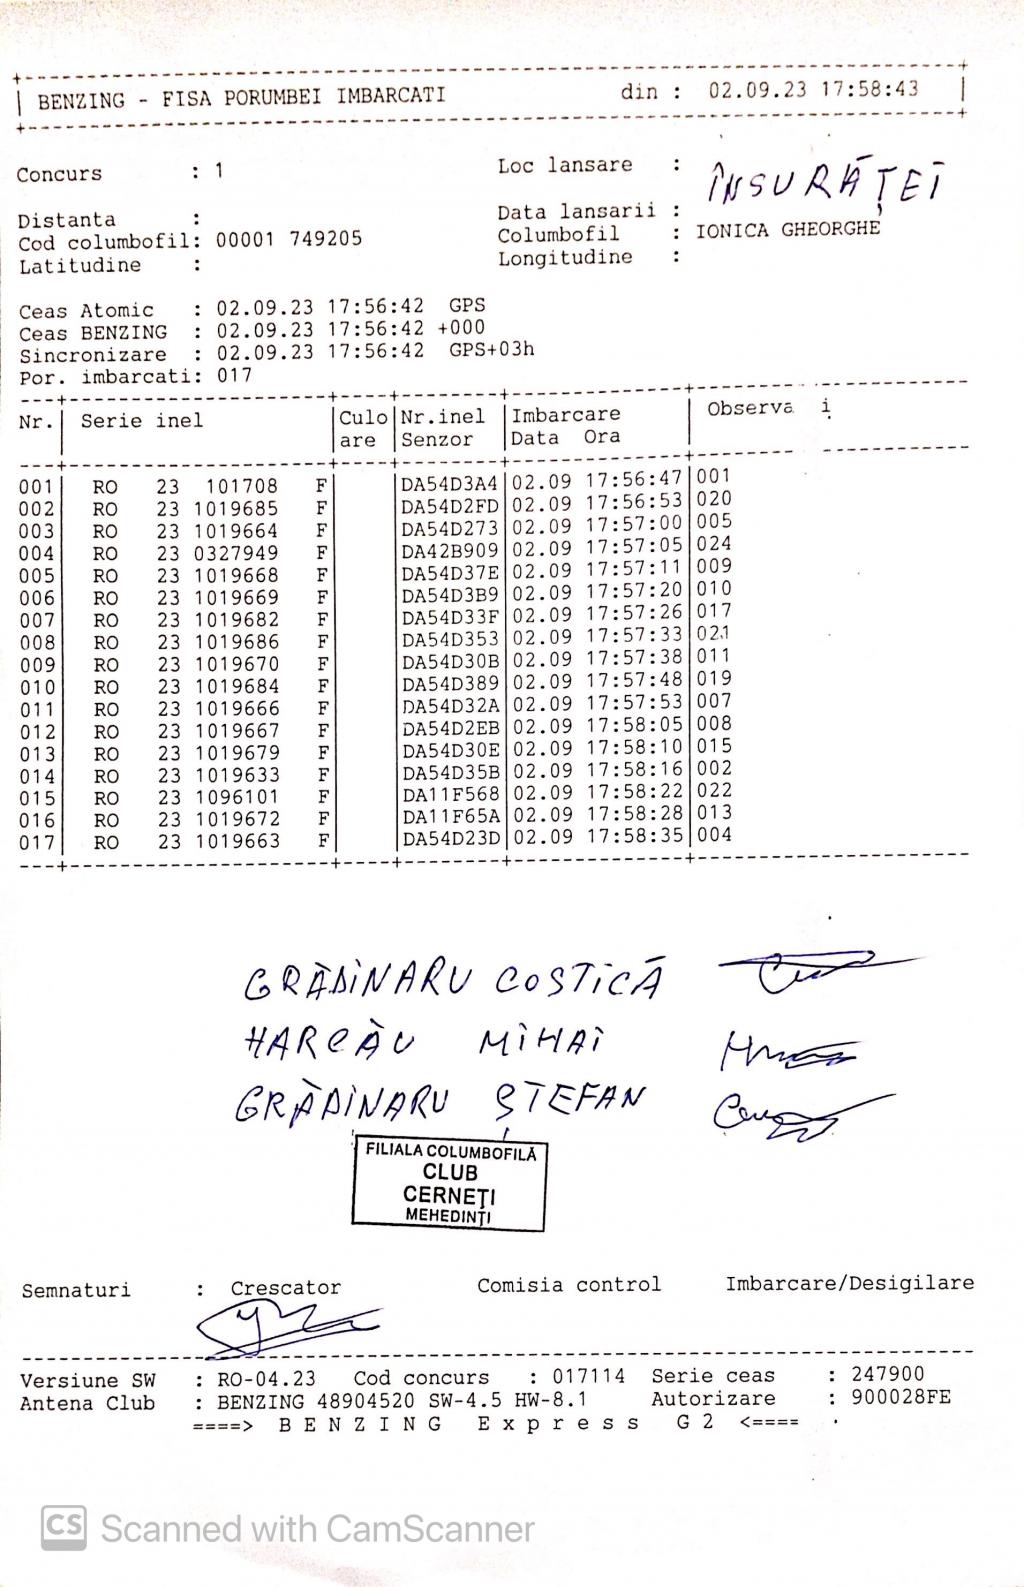 BENZING - FISA PORUMBEI IMBARCATI din : 02.09.23 17:58:43
Concurs : 1 Loc lansare : ÎNSURĂȚEI
Distanta : Data lansarii :
Cod columbofil: 00001 749205 Columbofil : IONICA GHEORGHE
Latitudine : Longitudine :
Ceas Atomic : 02.09.23 17:56:42 GPS
Ceas BENZING : 02.09.23 17:56:42 +000
Sincronizare : 02.09.23 17:56:42 GPS+03h
Por. imbarcati: 017
Nr. Serie inel Culo Nr.inel Imbarcare Observa i
are Senzor Data Ora
001 RO 23 101708 F DA54D3A4 02.09 17:56:47 001
002 RO 23 1019685 F DA54D2FD 02.09 17:56:53 020
003 RO 23 1019664 F DA54D273 02.09 17:57:00 005
004 RO 23 0327949 F DA42B909 02.09 17:57:05 024
005 RO 23 1019668 F DA54D37E 02.09 17:57:11 009
006 RO 23 1019669 F DA54D3B9 02.09 17:57:20 010
007 RO 23 1019682 F DA54D33F 02.09 17:57:26 017
008 RO 23 1019686 F DA54D353 02.09 17:57:33 021
009 RO 23 1019670 F DA54D30B 02.09 17:57:38 011
010 RO 23 1019684 F DA54D389 02.09 17:57:48 019
011 RO 23 1019666 F DA54D32A 02.09 17:57:53 007
012 RO 23 1019667 F DA54D2EB 02.09 17:58:05 008
013 RO 23 1019679 F DA54D30E 02.09 17:58:10 015
014 RO 23 1019633 F DA54D35B 02.09 17:58:16 002
015 RO 23 1096101 F DA11F568 02.09 17:58:22 022
016 RO 23 1019672 F DA11F65A 02.09 17:58:28 013
017 RO 23 1019663 F DA54D23D 02.09 17:58:35 004
GRĂDINARU COSTICĂ
HARCĂU MIHAI
GRĂDINARU ȘTEFAN
FILIALA COLUMBOFILĂ
CLUB
CERNEȚI
MEHEDINȚI
Semnaturi : Crescator Comisia control Imbarcare/Desigilare
Versiune SW : RO-04.23 Cod concurs : 017114 Serie ceas : 247900
Antena Club : BENZING 48904520 SW-4.5 HW-8.1 Autorizare : 900028FE
====> B E N Z I N G E x p r e s s G 2 <====
CS Scanned with CamScanner